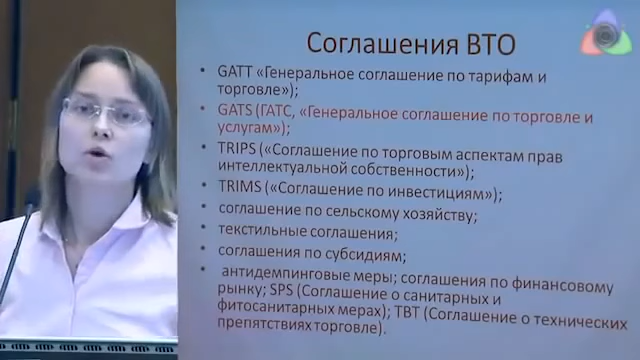 Соглашения ВТО
• GATT «Генеральное соглашение по тарифам и
торговле»);
• GATS (ГАТС, «Генеральное соглашение по торговле и
услугам»);
• TRIPS («Соглашение по торговым аспектам прав
интеллектуальной собственности»);
• TRIMS («Соглашение по инвестициям»);
• соглашение по сельскому хозяйству;
• текстильные соглашения;
• соглашения по субсидиям;
• антидемпинговые меры; соглашения по финансовому
рынку; SPS (Соглашение о санитарных и
фитосанитарных мерах); TBT (Соглашение о технических
препятствиях торговле).